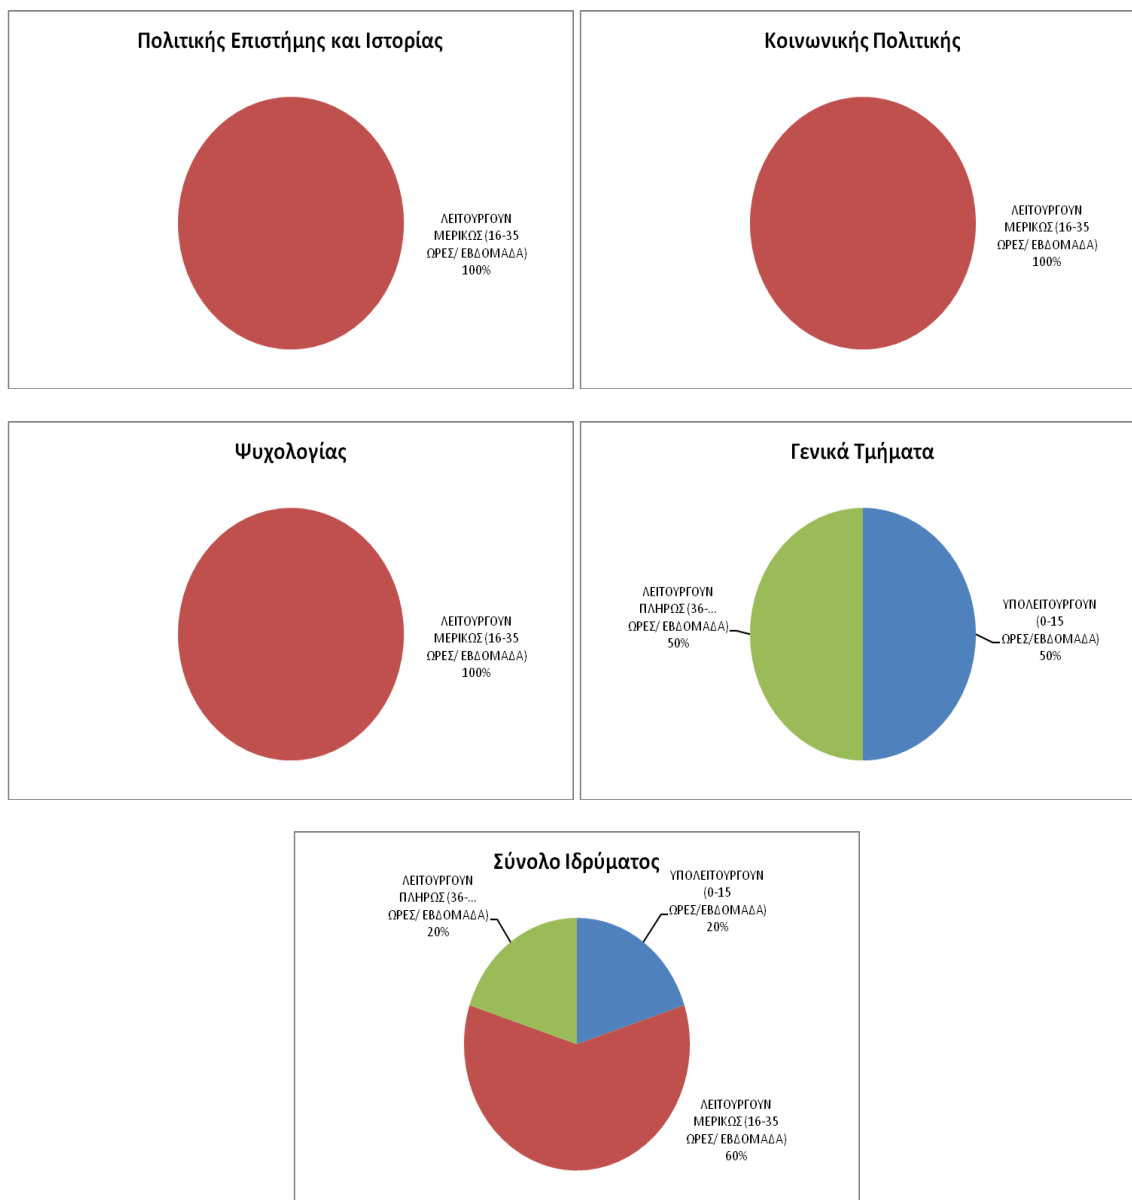 Πολιτικής Επιστήμης και Ιστορίας
ΛΕΙΤΟΥΡΓΟΥΝ
ΜΕΡΙΚΩΣ (16-35
ΩΡΕΣ/ ΕΒΔΟΜΑΔΑ)
100%
Κοινωνικής Πολιτικής
ΛΕΙΤΟΥΡΓΟΥΝ
ΜΕΡΙΚΩΣ (16-35
ΩΡΕΣ/ ΕΒΔΟΜΑΔΑ)
100%
Ψυχολογίας
ΛΕΙΤΟΥΡΓΟΥΝ
ΜΕΡΙΚΩΣ (16-35
ΩΡΕΣ/ ΕΒΔΟΜΑΔΑ)
100%
Γενικά Τμήματα
ΛΕΙΤΟΥΡΓΟΥΝ
ΠΛΗΡΩΣ (36-...
ΩΡΕΣ/ ΕΒΔΟΜΑΔΑ)
50%
ΥΠΟΛΕΙΤΟΥΡΓΟΥΝ
(0-15
ΩΡΕΣ/ΕΒΔΟΜΑΔΑ)
50%
Σύνολο Ιδρύματος
ΛΕΙΤΟΥΡΓΟΥΝ
ΠΛΗΡΩΣ (36-...
ΩΡΕΣ/ ΕΒΔΟΜΑΔΑ)
20%
ΥΠΟΛΕΙΤΟΥΡΓΟΥΝ
(0-15
ΩΡΕΣ/ΕΒΔΟΜΑΔΑ)
20%
ΛΕΙΤΟΥΡΓΟΥΝ
ΜΕΡΙΚΩΣ (16-35
ΩΡΕΣ/ ΕΒΔΟΜΑΔΑ)
60%